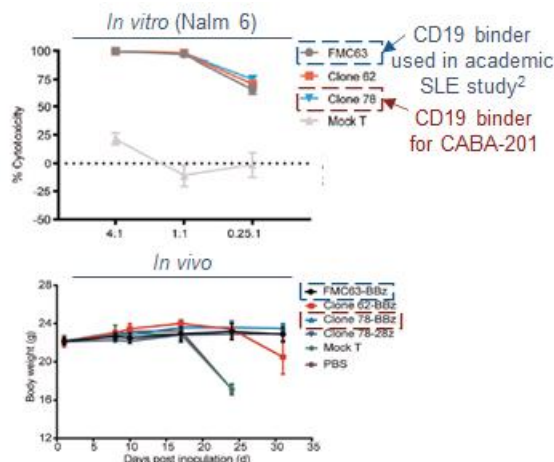 In vitro (Nalm 6)
% Cytotoxicity
100
75
50
25
0
-25
-50
4:1
1:1
0.25:1
FMC63
Clone 62
Clone 78
Mock T
CD19 binder
used in academic
SLE study2
CD19 binder
for CABA-201
In vivo
Body weight (g)
28
24
20
16
12
0
5
10
15
20
25
30
35
Days post inoculation (d)
FMC63-BBz
Clone 62-BBz
Clone 78-BBz
Clone 78-28z
Mock T
PBS